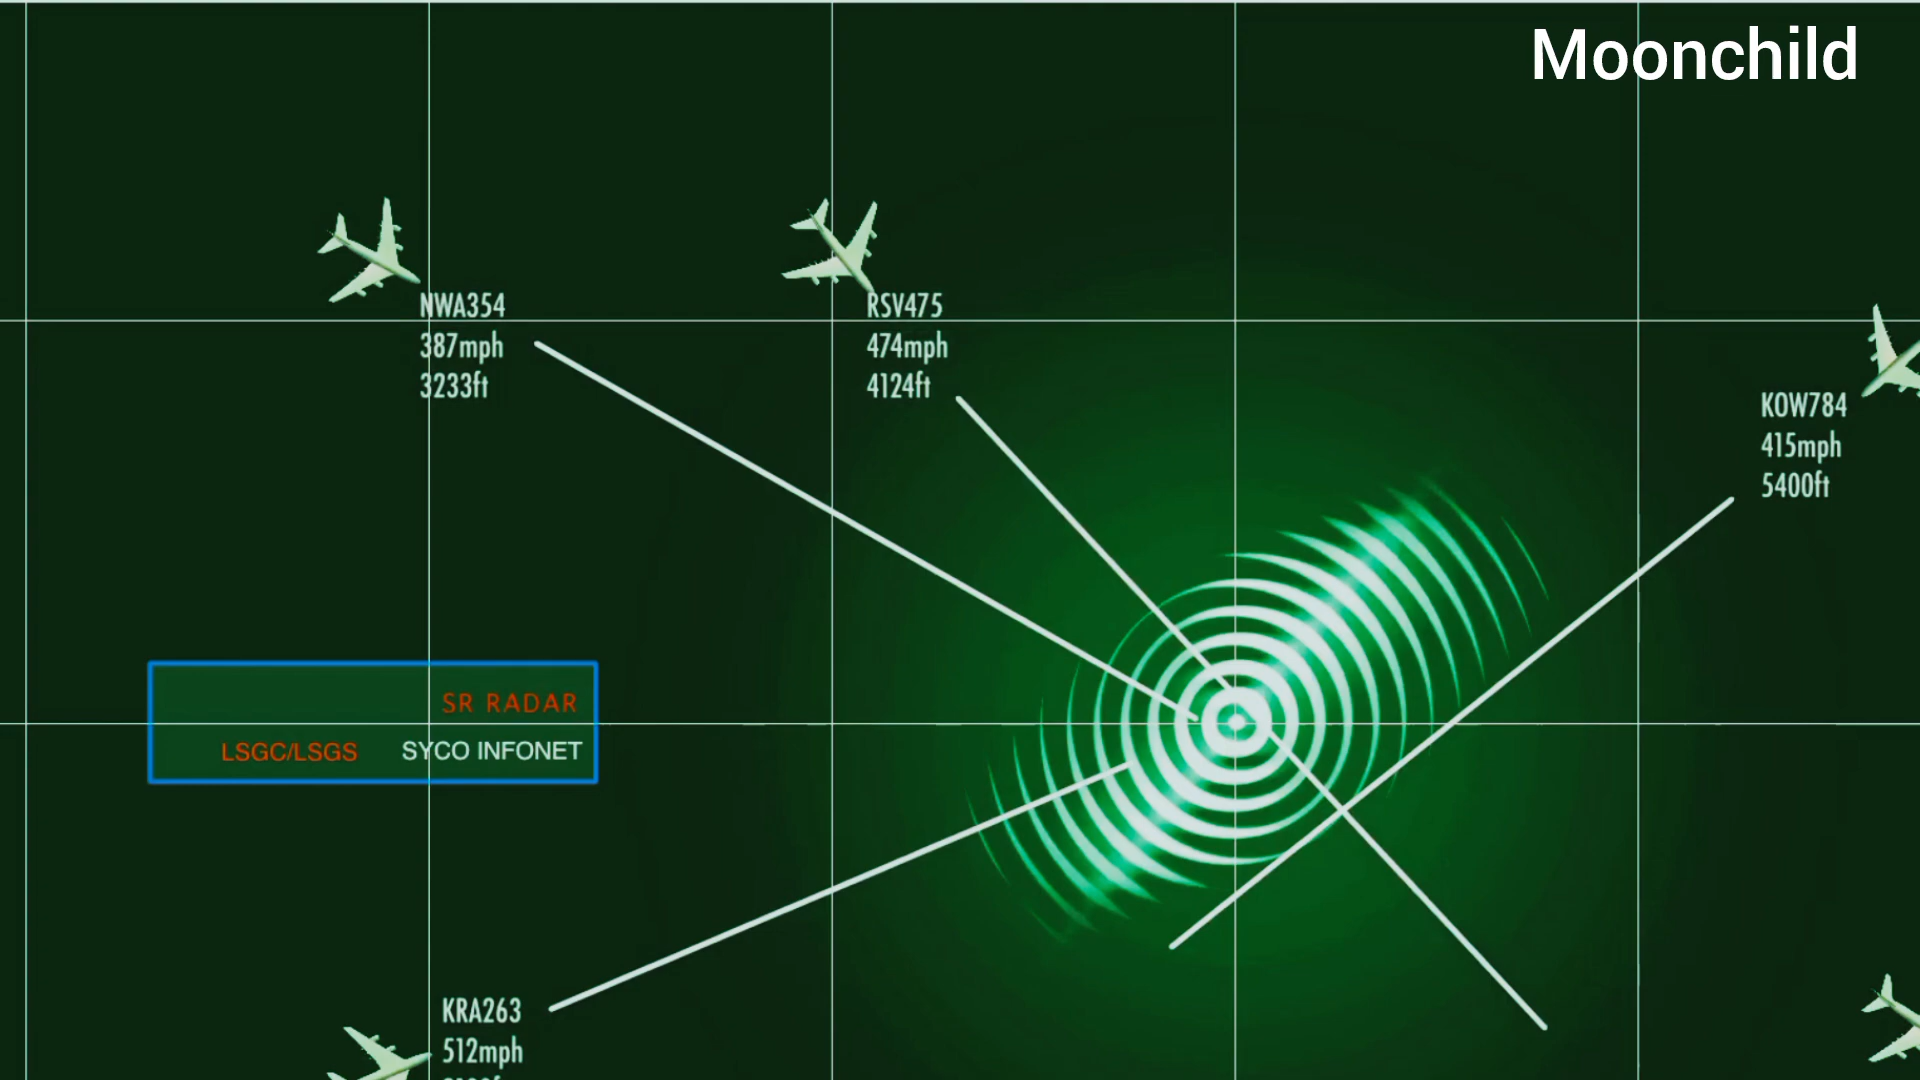 Moonchild
NWA354
387mph
3233ft
RSV475
474mph
4124ft
KOW784
415mph
5400ft
SR RADAR
LSGC/LSGS SYCO INFONET
KRA263
512mph